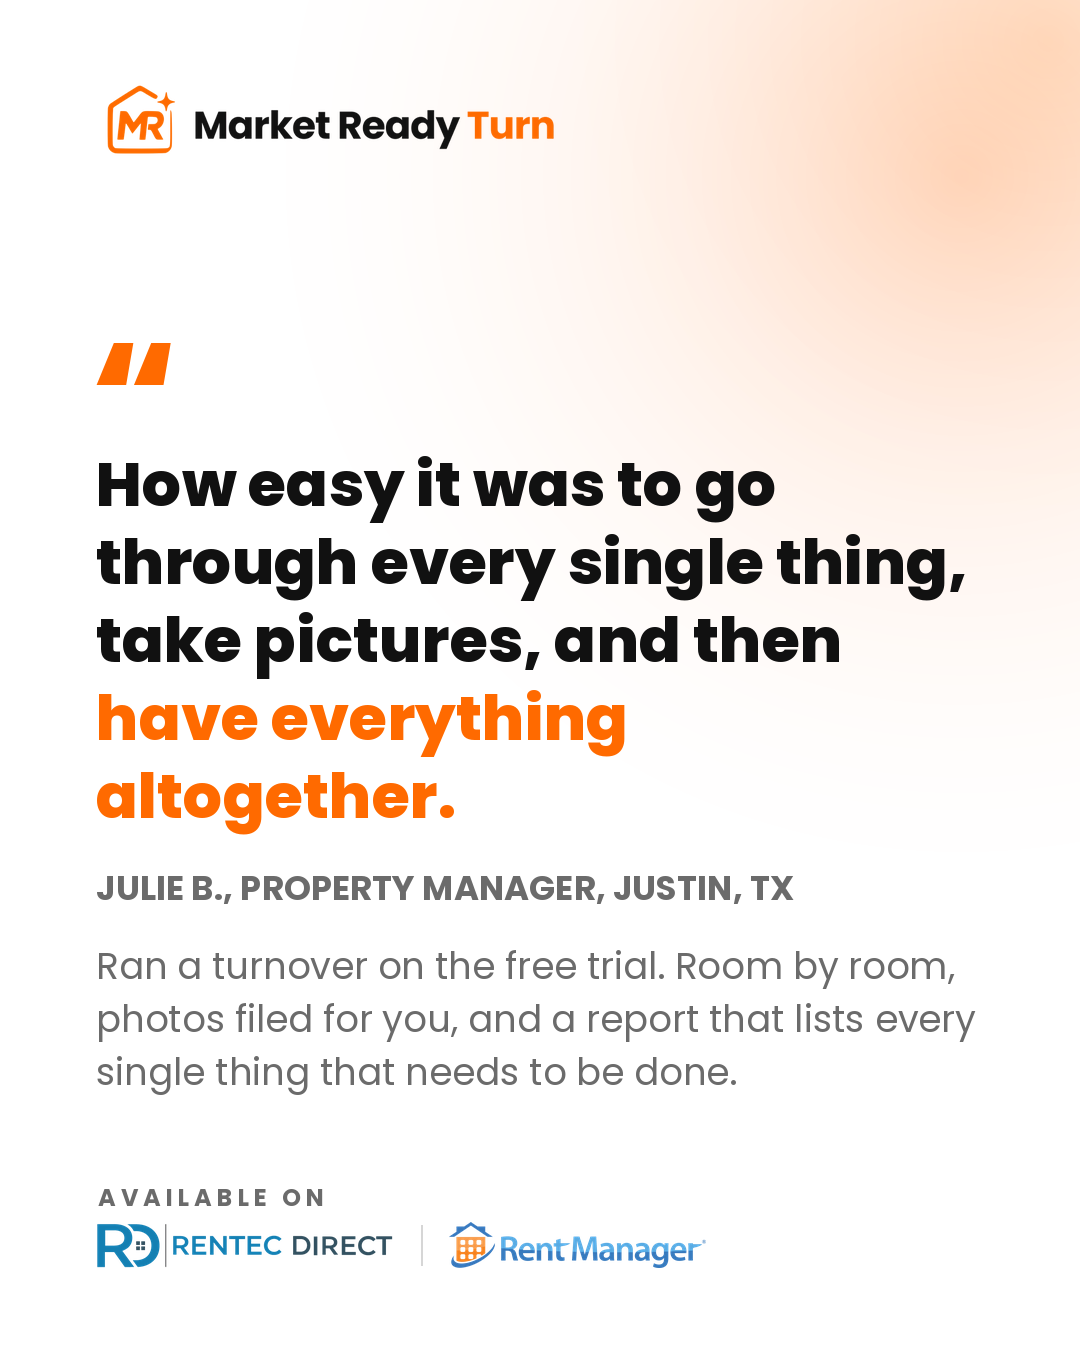 MR Market Ready Turn
“
How easy it was to go
through every single thing,
take pictures, and then
have everything
altogether.
JULIE B., PROPERTY MANAGER, JUSTIN, TX
Ran a turnover on the free trial. Room by room,
photos filed for you, and a report that lists every
single thing that needs to be done.
AVAILABLE ON
RD RENTEC DIRECT Rent Manager